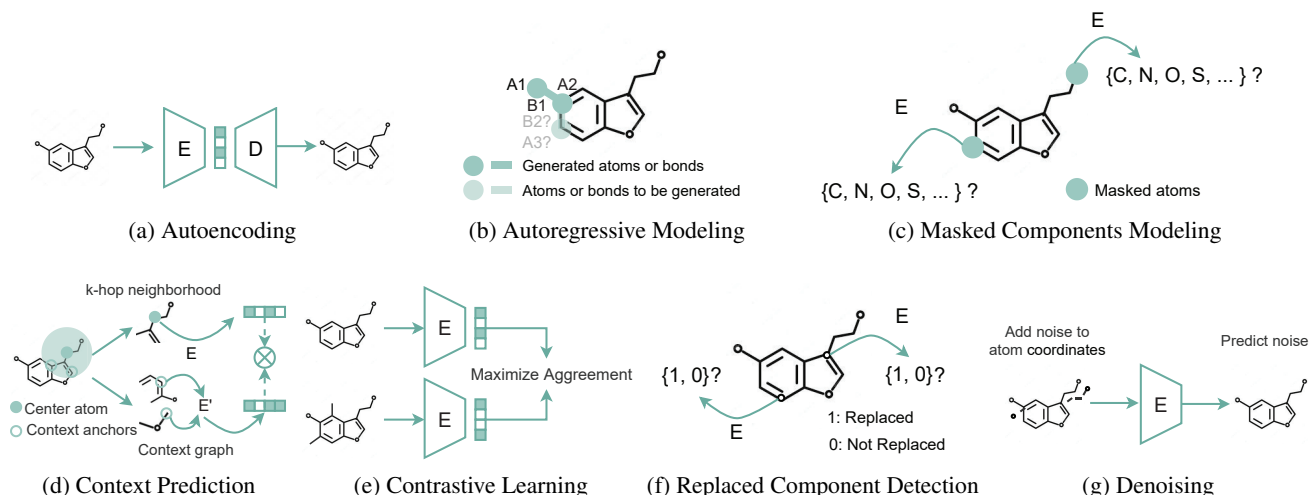 E
D
(a) Autoencoding
A1
A2
B1
B2?
A3?
Generated atoms or bonds
Atoms or bonds to be generated
(b) Autoregressive Modeling
E
{C, N, O, S, ... } ?
E
{C, N, O, S, ... } ?
Masked atoms
(c) Masked Components Modeling
k-hop neighborhood
E
E'
Center atom
Context anchors
Context graph
(d) Context Prediction
E
Maximize Aggreement
E
(e) Contrastive Learning
E
{1, 0}?
{1, 0}?
E
1: Replaced
0: Not Replaced
(f) Replaced Component Detection
Add noise to
atom coordinates
Predict noise
E
(g) Denoising